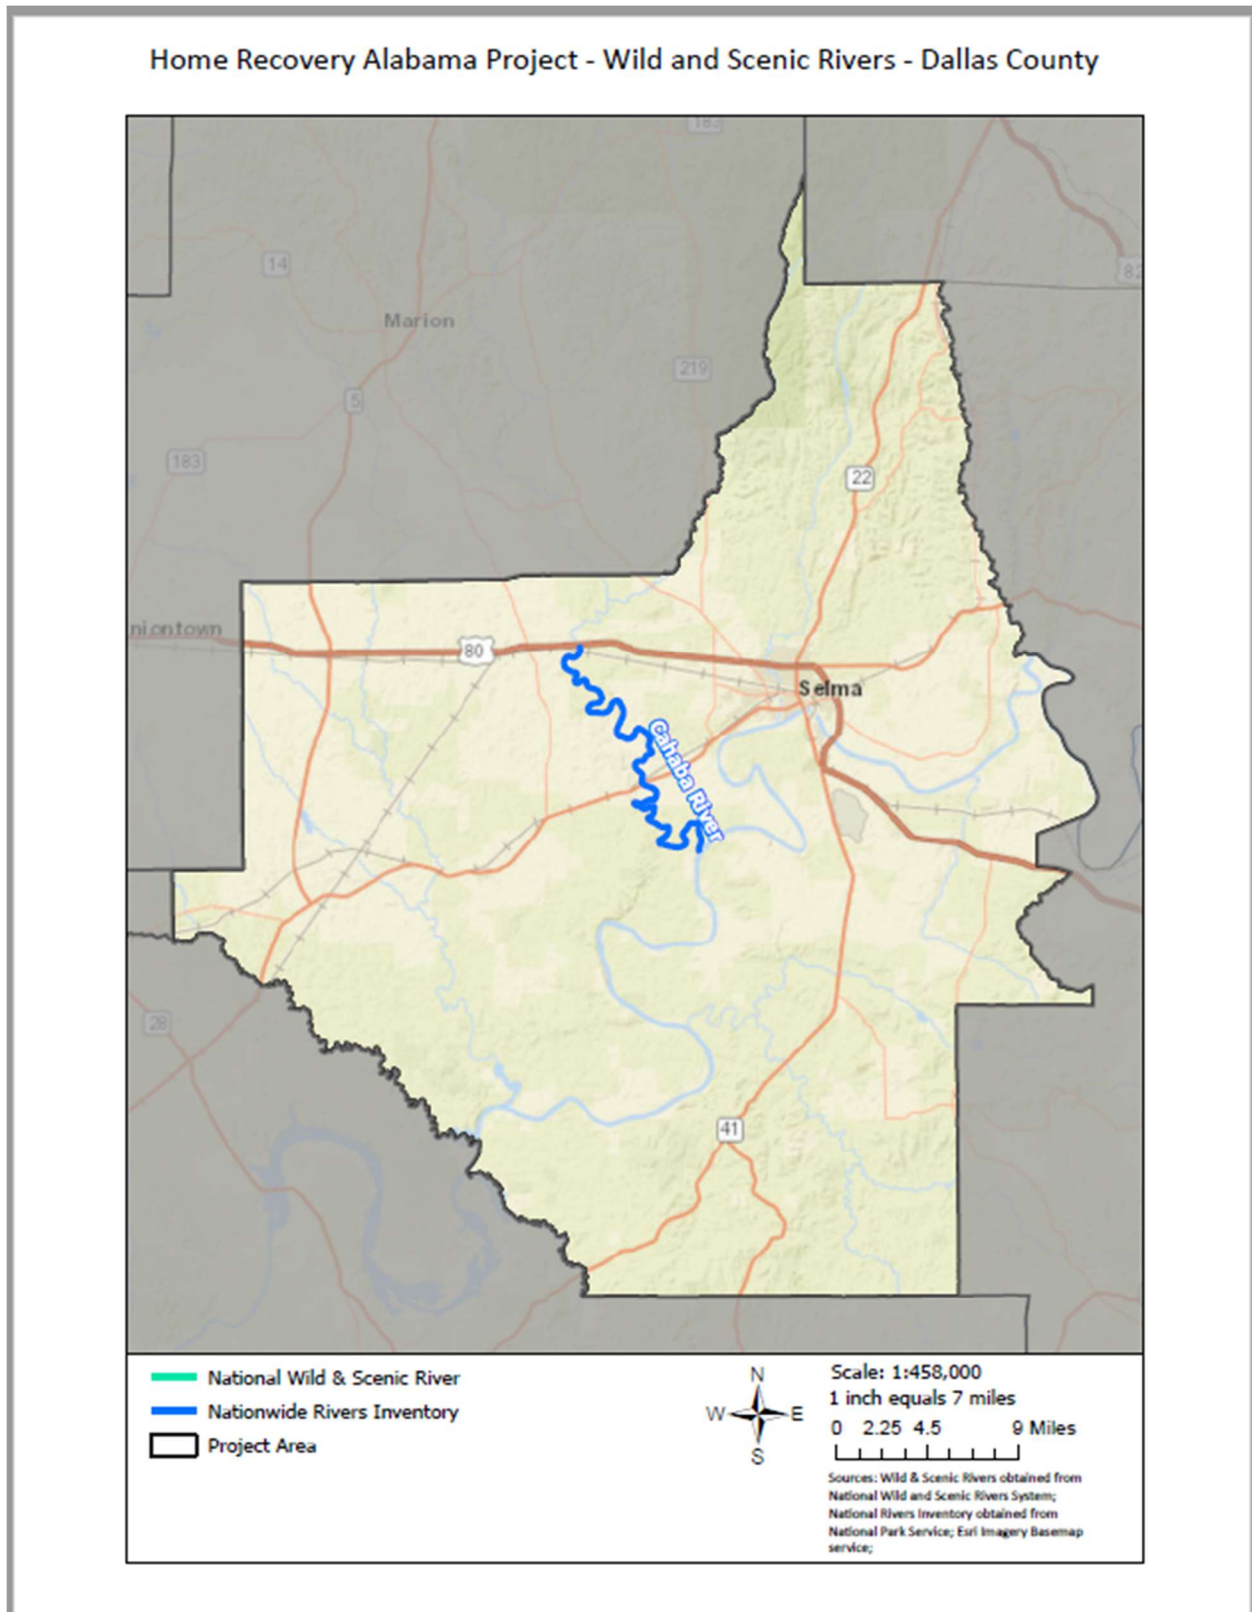 Home Recovery Alabama Project - Wild and Scenic Rivers - Dallas County
183
14
82
Marion
219
5
183
22
niontown
80
Selma
Cahaba River
28
41
National Wild & Scenic River
Nationwide Rivers Inventory
Project Area
N
W E
S
Scale: 1:458,000
1 inch equals 7 miles
0 2.25 4.5 9 Miles
Sources: Wild & Scenic Rivers obtained from
National Wild and Scenic Rivers System;
National Rivers Inventory obtained from
National Park Service; Esri Imagery Basemap
service;